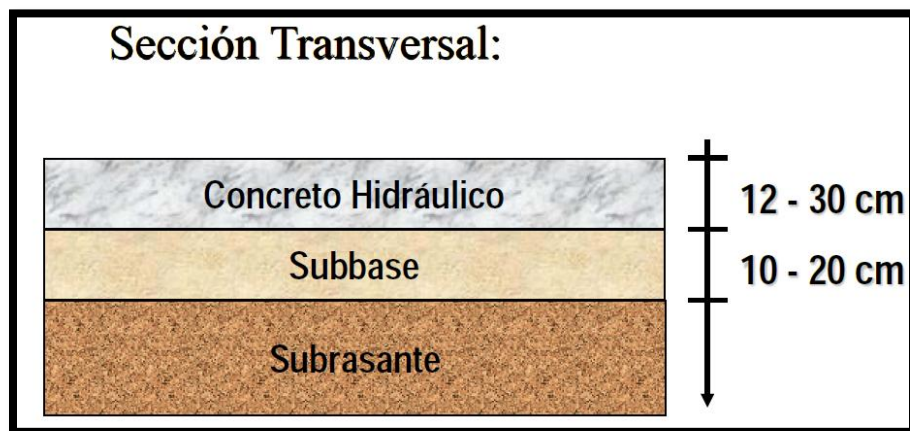 Sección Transversal:
Concreto Hidráulico
12 - 30 cm
Subbase
10 - 20 cm
Subrasante